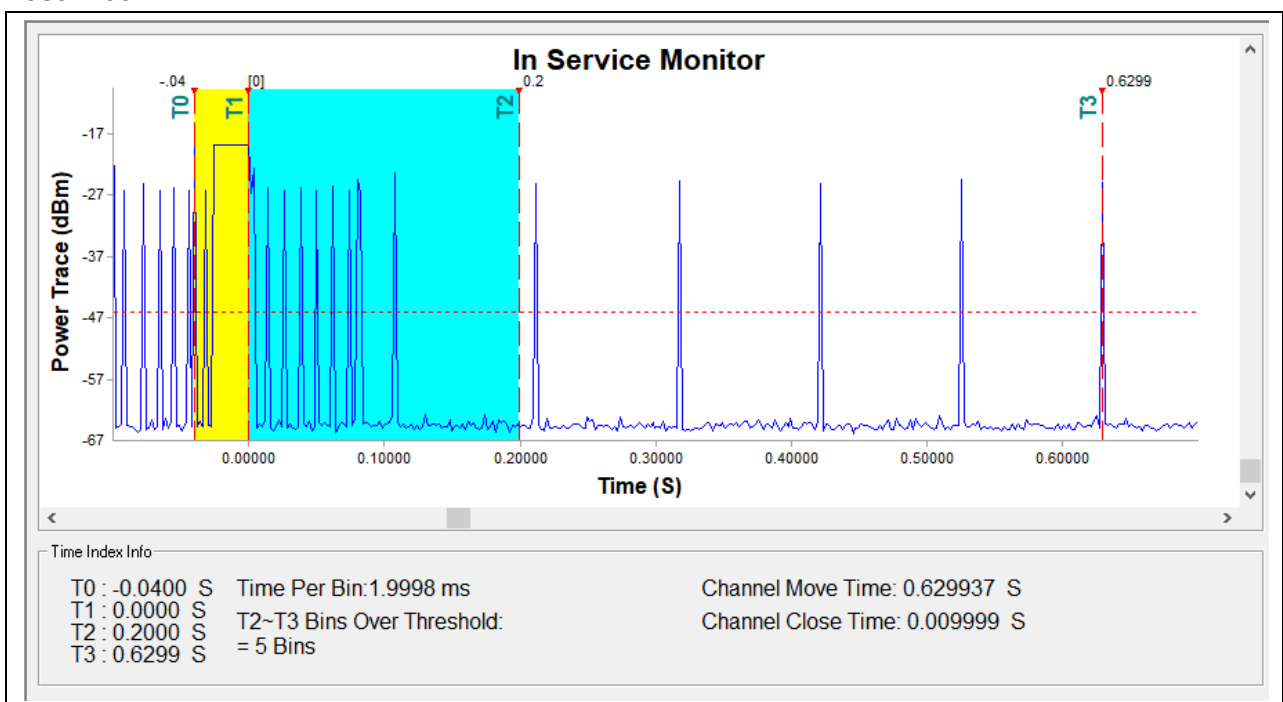 In Service Monitor
-.04 [0] 0.2 0.6299
T0 T1 T2 T3
Power Trace (dBm)
-17
-27
-37
-47
-57
-67
0.00000 0.10000 0.20000 0.30000 0.40000 0.50000 0.60000
Time (S)
Time Index Info
T0 : -0.0400 S Time Per Bin:1.9998 ms Channel Move Time: 0.629937 S
T1 : 0.0000 S T2~T3 Bins Over Threshold: Channel Close Time: 0.009999 S
T2 : 0.2000 S = 5 Bins
T3 : 0.6299 S